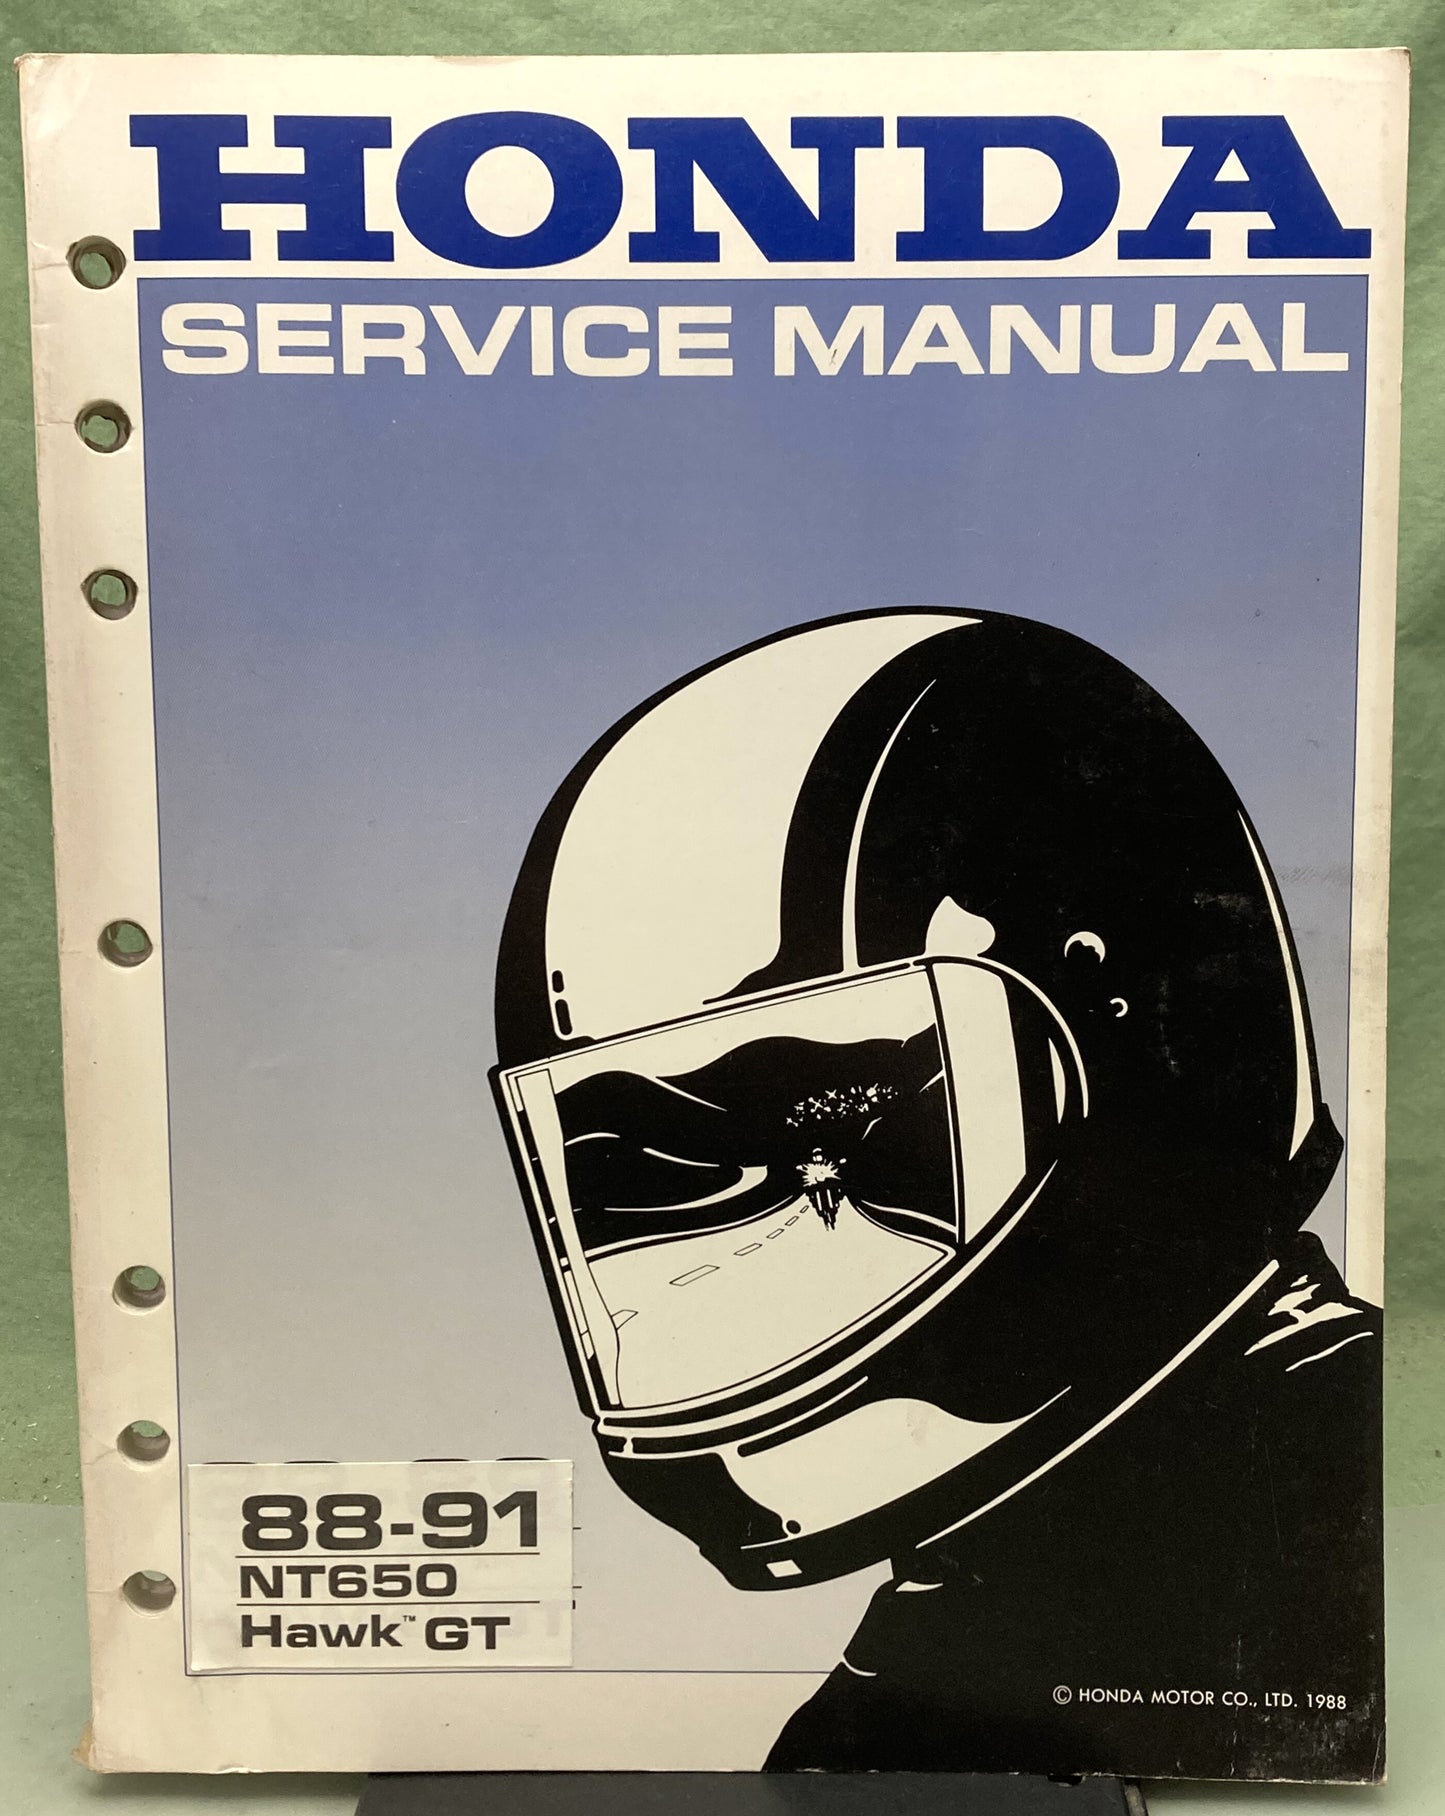 HONDA
SERVICE MANUAL
88-91
NT650
Hawk™ GT
© HONDA MOTOR CO., LTD. 1988